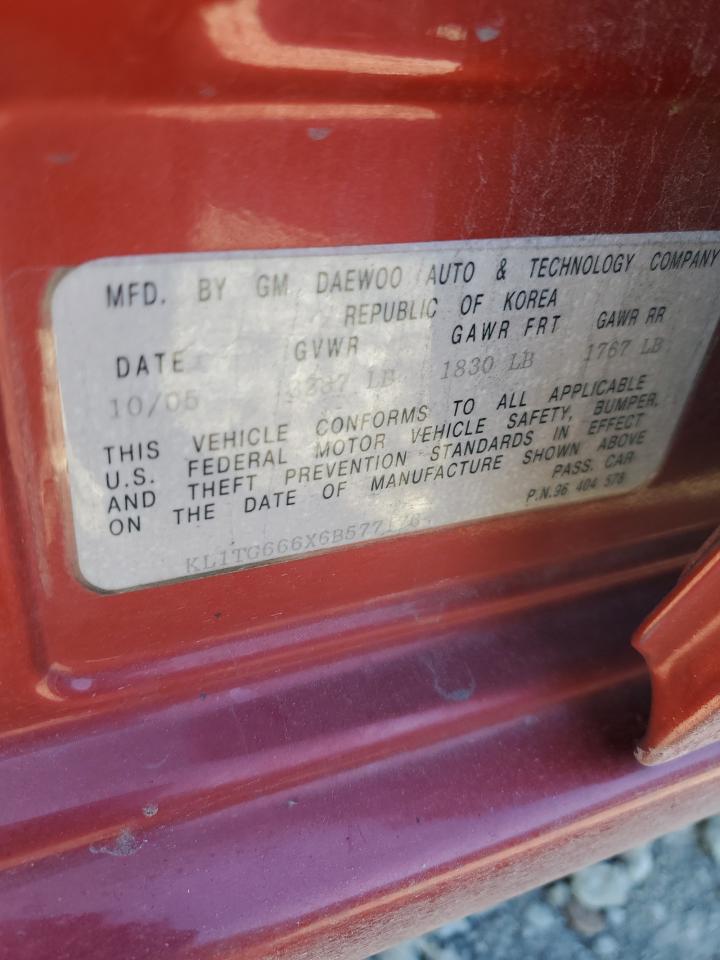 MFD. BY GM DAEWOO AUTO & TECHNOLOGY COMPANY
REPUBLIC OF KOREA
DATE GVWR GAWR FRT GAWR RR
10/05 LB 1830 LB 1767 LB
THIS VEHICLE CONFORMS TO ALL APPLICABLE
U.S. FEDERAL MOTOR VEHICLE SAFETY, BUMPER,
AND THEFT PREVENTION STANDARDS IN EFFECT
ON THE DATE OF MANUFACTURE SHOWN ABOVE
PASS. CAR
P.N.96 404 578